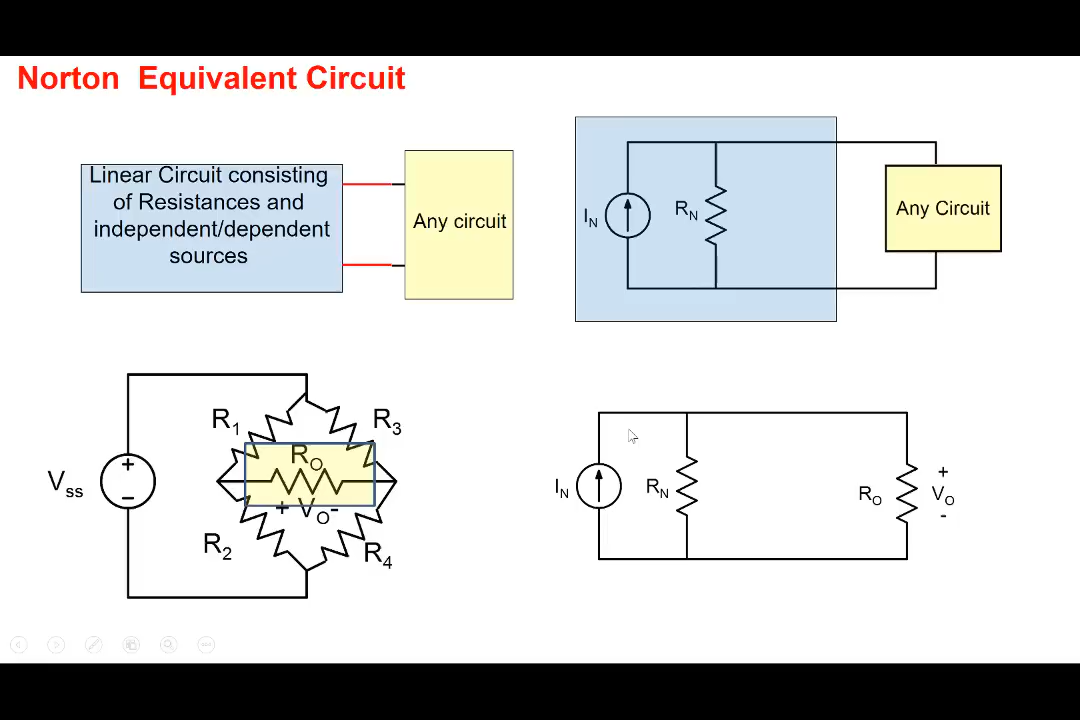 Norton Equivalent Circuit
Linear Circuit consisting
of Resistances and
independent/dependent
sources
Any circuit
I_N
R_N
Any Circuit
V_ss
+
−
R_1
R_3
R_O
+ V_O -
R_2
R_4
I_N
R_N
R_O
+
V_O
-